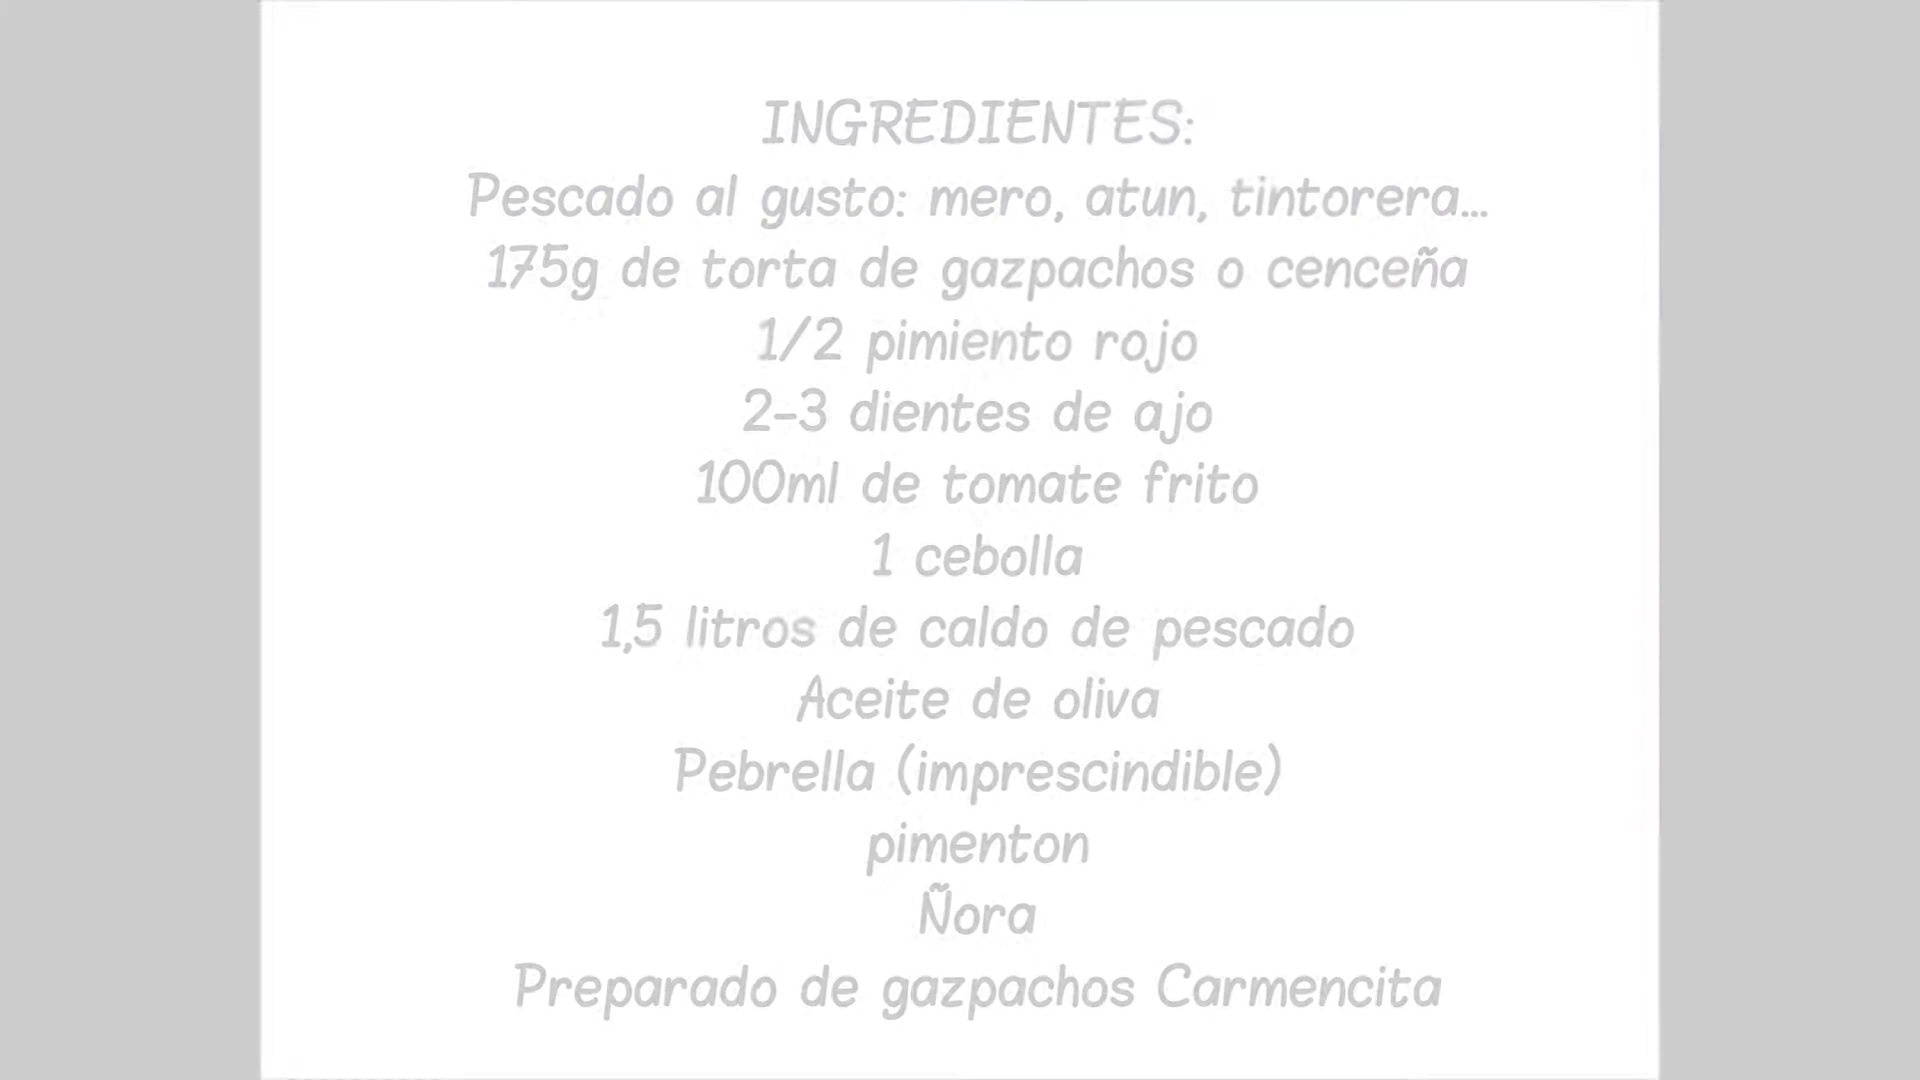 INGREDIENTES:
Pescado al gusto: mero, atun, tintorera...
175g de torta de gazpachos o cenceña
1/2 pimiento rojo
2-3 dientes de ajo
100ml de tomate frito
1 cebolla
1,5 litros de caldo de pescado
Aceite de oliva
Pebrella (imprescindible)
pimenton
Ñora
Preparado de gazpachos Carmencita